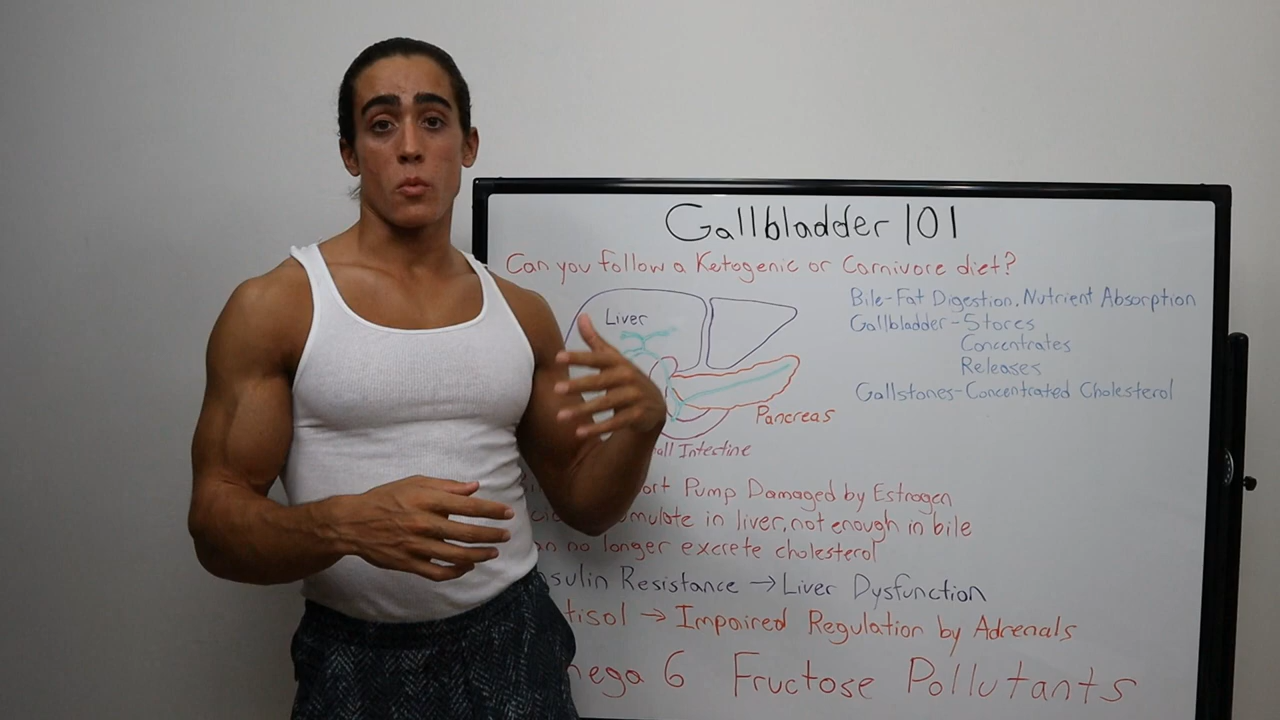 Gallbladder 101
Can you follow a Ketogenic or Carnivore diet?
Bile-Fat Digestion, Nutrient Absorption
Gallbladder-Stores
Concentrates
Releases
Gallstones-Concentrated Cholesterol
Liver
Pancreas
Intestine
Pump Damaged by Estrogen
in liver, not enough in bile
no longer excrete cholesterol
Resistance → Liver Dysfunction
→ Impaired Regulation by Adrenals
6 Fructose Pollutants